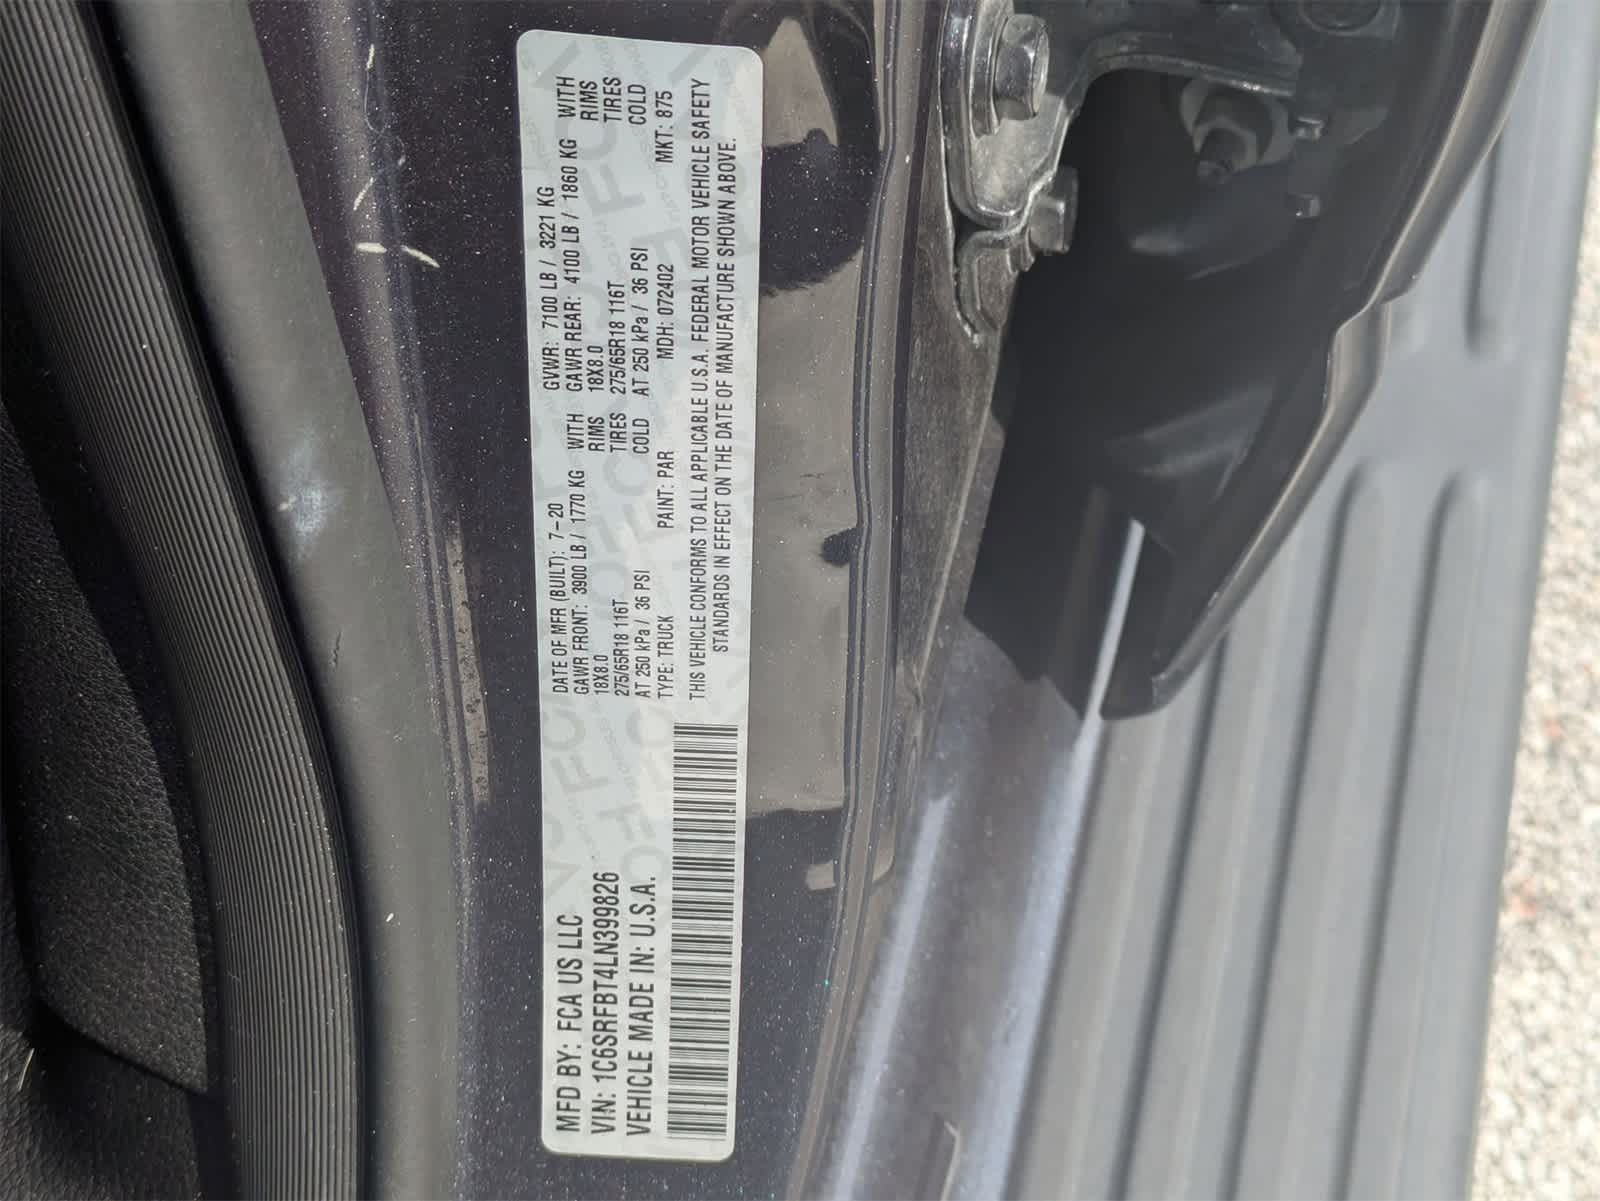 MFD BY: FCA US LLC
VIN: 1C6SRFBT4LN399826
VEHICLE MADE IN: U.S.A.
DATE OF MFR (BUILT): 7-20 GVWR: 7100 LB / 3221 KG
GAWR FRONT: 3900 LB / 1770 KG WITH GAWR REAR: 4100 LB / 1860 KG WITH
18X8.0 RIMS 18X8.0 RIMS
275/65R18 116T TIRES 275/65R18 116T TIRES
AT 250 kPa / 36 PSI COLD AT 250 kPa / 36 PSI COLD
TYPE: TRUCK PAINT: PAR MDH: 072402 MKT: 875
THIS VEHICLE CONFORMS TO ALL APPLICABLE U.S.A. FEDERAL MOTOR VEHICLE SAFETY
STANDARDS IN EFFECT ON THE DATE OF MANUFACTURE SHOWN ABOVE.